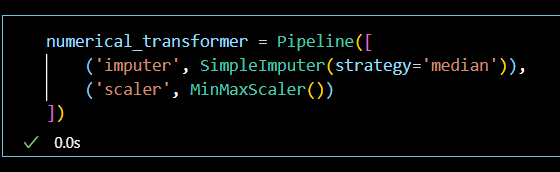 numerical_transformer = Pipeline([
    ('imputer', SimpleImputer(strategy='median')),
    ('scaler', MinMaxScaler())
])
✓ 0.0s